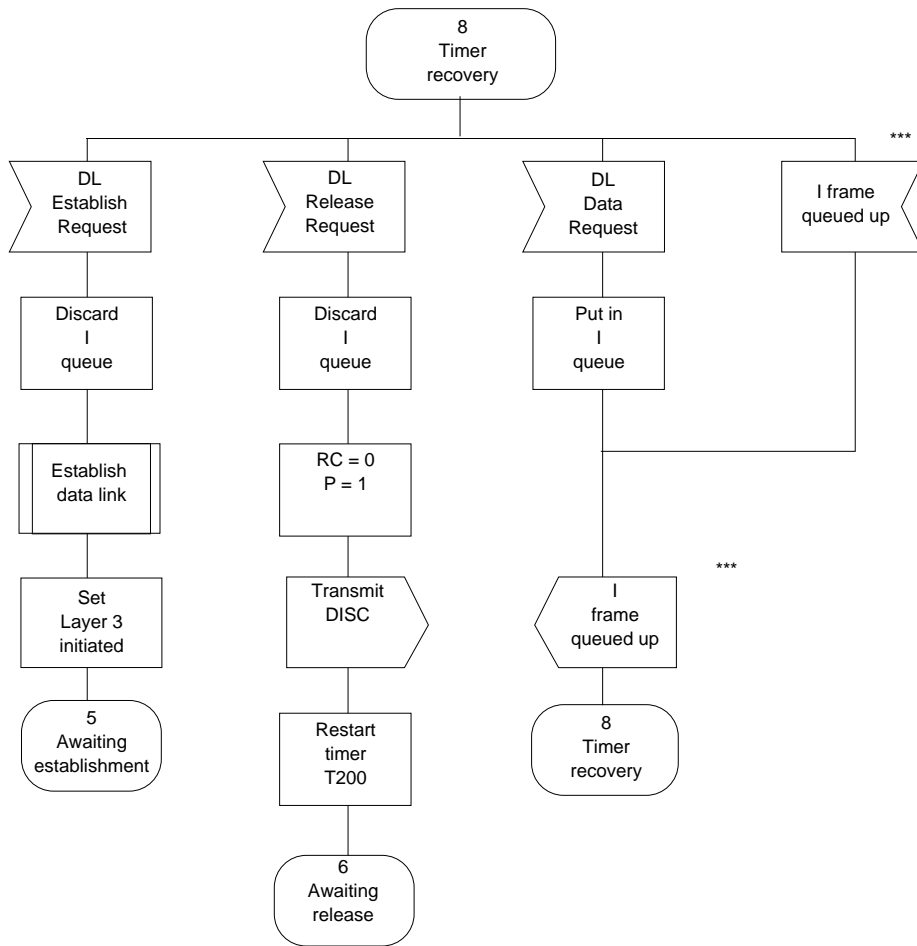 8
Timer
recovery
***
DL
Establish
Request
DL
Release
Request
DL
Data
Request
I frame
queued up
Discard
I
queue
Discard
I
queue
Put in
I
queue
Establish
data link
RC = 0
P = 1
Set
Layer 3
initiated
Transmit
DISC
***
I
frame
queued up
5
Awaiting
establishment
Restart
timer
T200
8
Timer
recovery
6
Awaiting
release